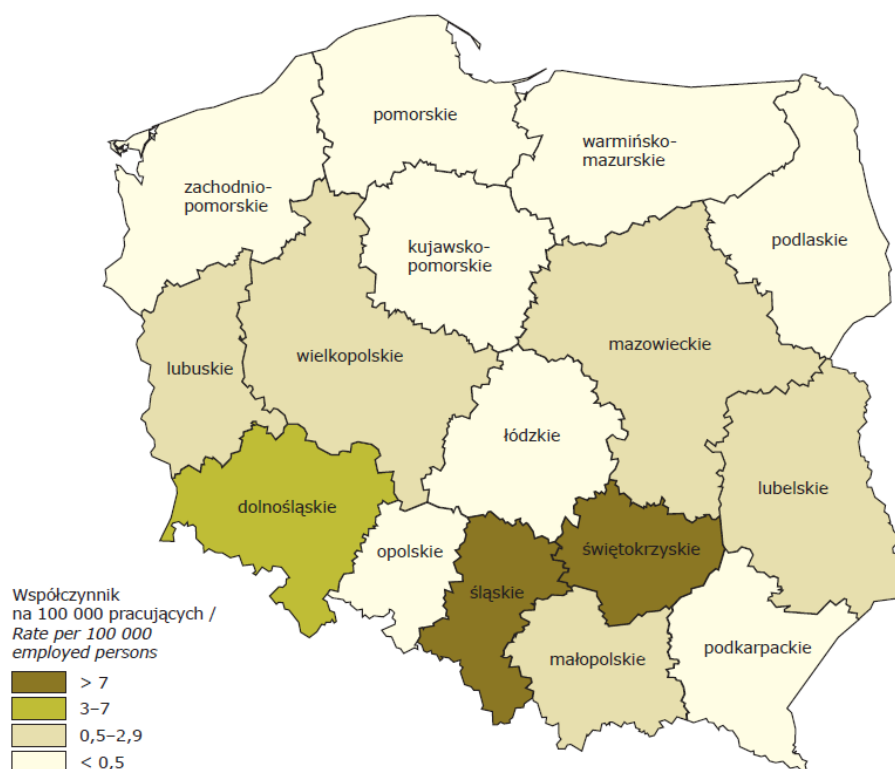 pomorskie
warmińsko-
mazurskie
zachodnio-
pomorskie
kujawsko-
pomorskie
podlaskie
lubuskie
wielkopolskie
mazowieckie
łódzkie
lubelskie
dolnośląskie
opolskie
śląskie
świętokrzyskie
małopolskie
podkarpackie
Współczynnik
na 100 000 pracujących /
Rate per 100 000
employed persons
> 7
3–7
0,5–2,9
< 0,5